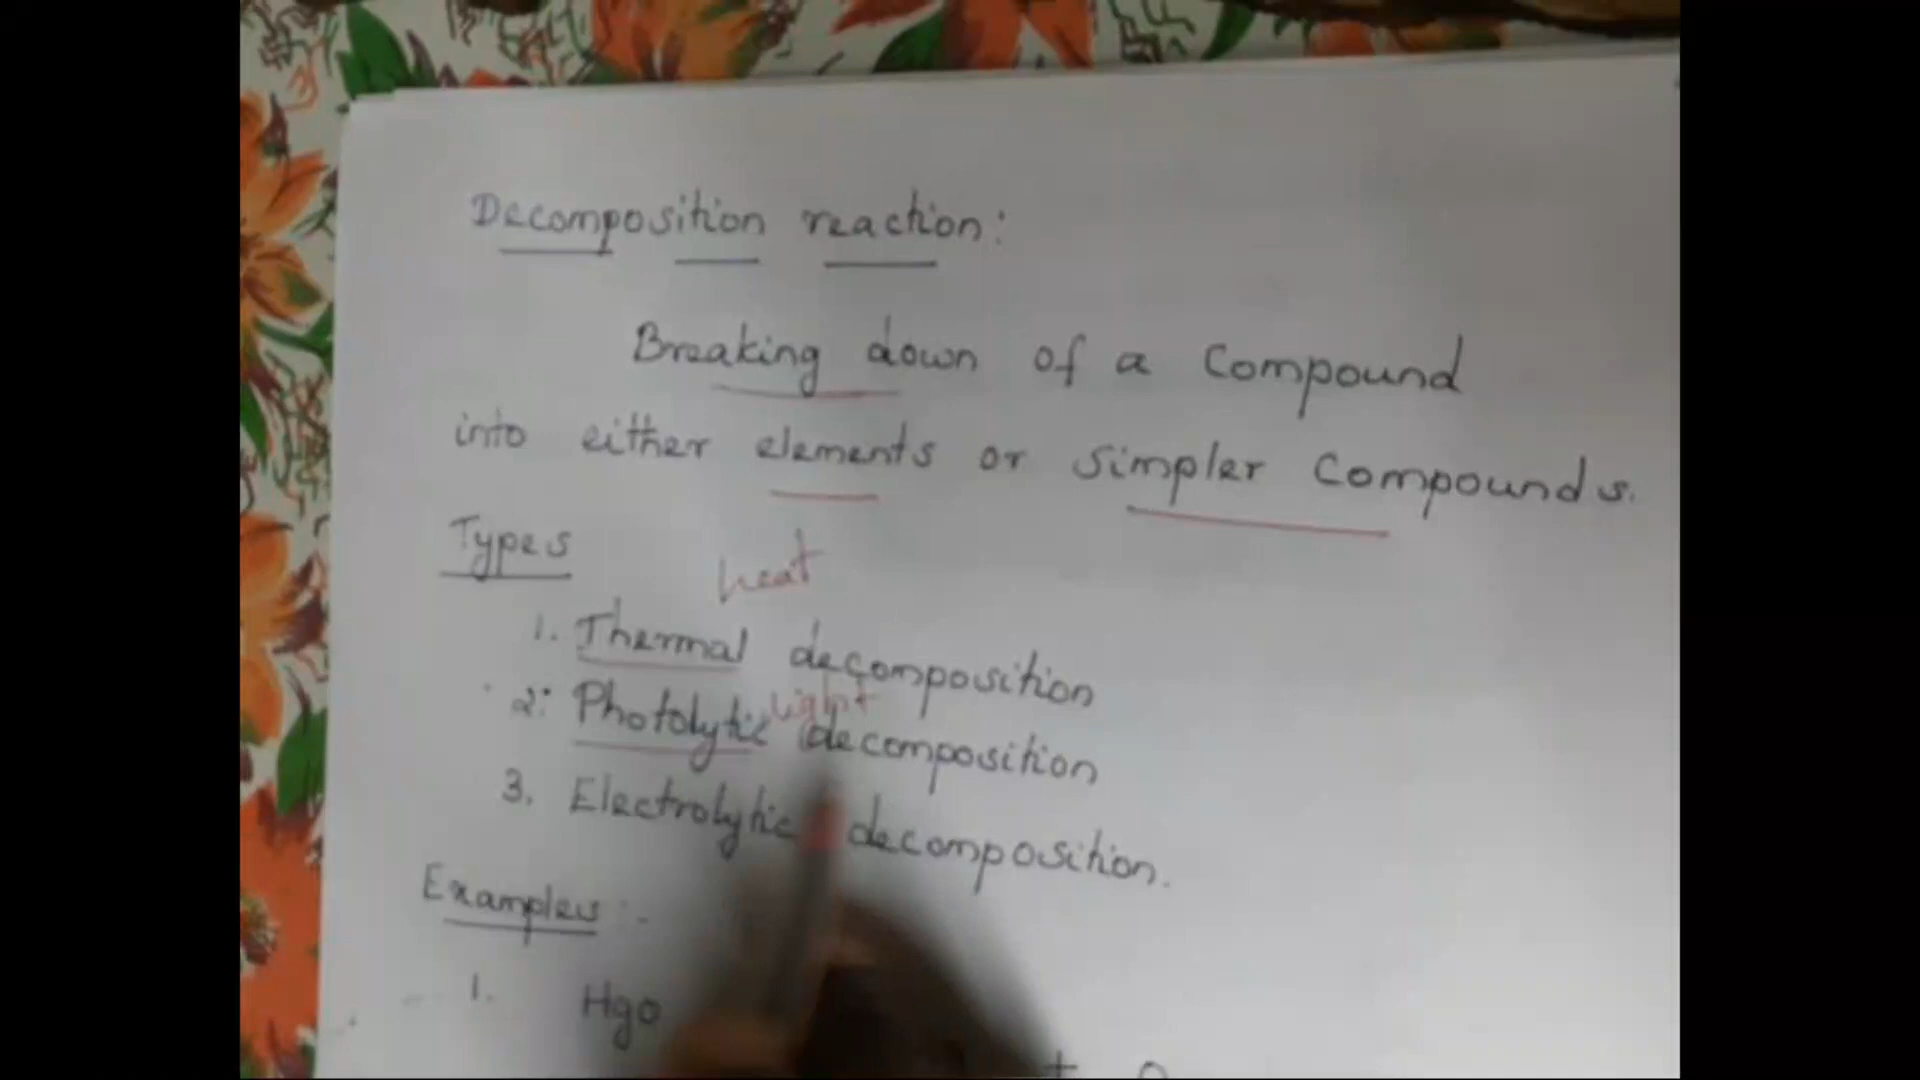 Decomposition reaction:
Breaking down of a Compound
into either elements or simpler Compounds.
Types
heat
1. Thermal decomposition
light
2. Photolytic decomposition
3. Electrolytic decomposition.
Examples :-
1. HgO
+